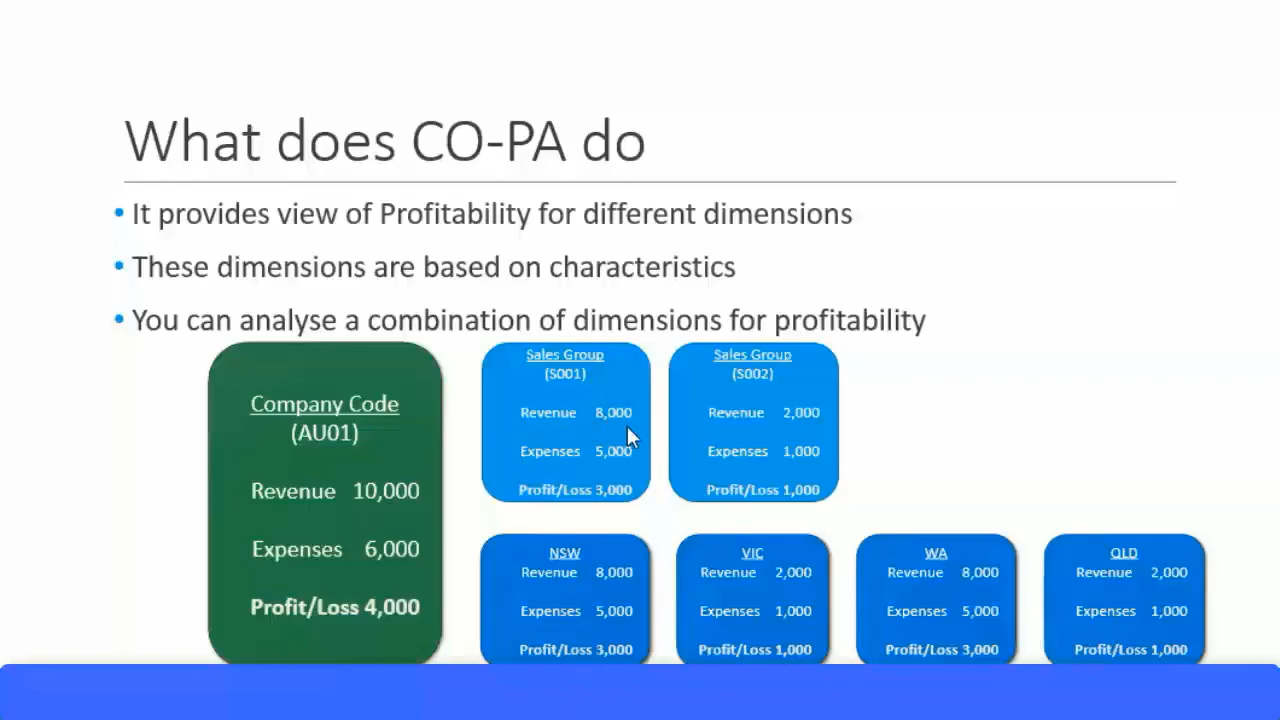 What does CO-PA do
• It provides view of Profitability for different dimensions
• These dimensions are based on characteristics
• You can analyse a combination of dimensions for profitability
Company Code
(AU01)
Revenue 10,000
Expenses 6,000
Profit/Loss 4,000
Sales Group
(S001)
Revenue 8,000
Expenses 5,000
Profit/Loss 3,000
Sales Group
(S002)
Revenue 2,000
Expenses 1,000
Profit/Loss 1,000
NSW
Revenue 8,000
Expenses 5,000
Profit/Loss 3,000
VIC
Revenue 2,000
Expenses 1,000
Profit/Loss 1,000
WA
Revenue 8,000
Expenses 5,000
Profit/Loss 3,000
QLD
Revenue 2,000
Expenses 1,000
Profit/Loss 1,000